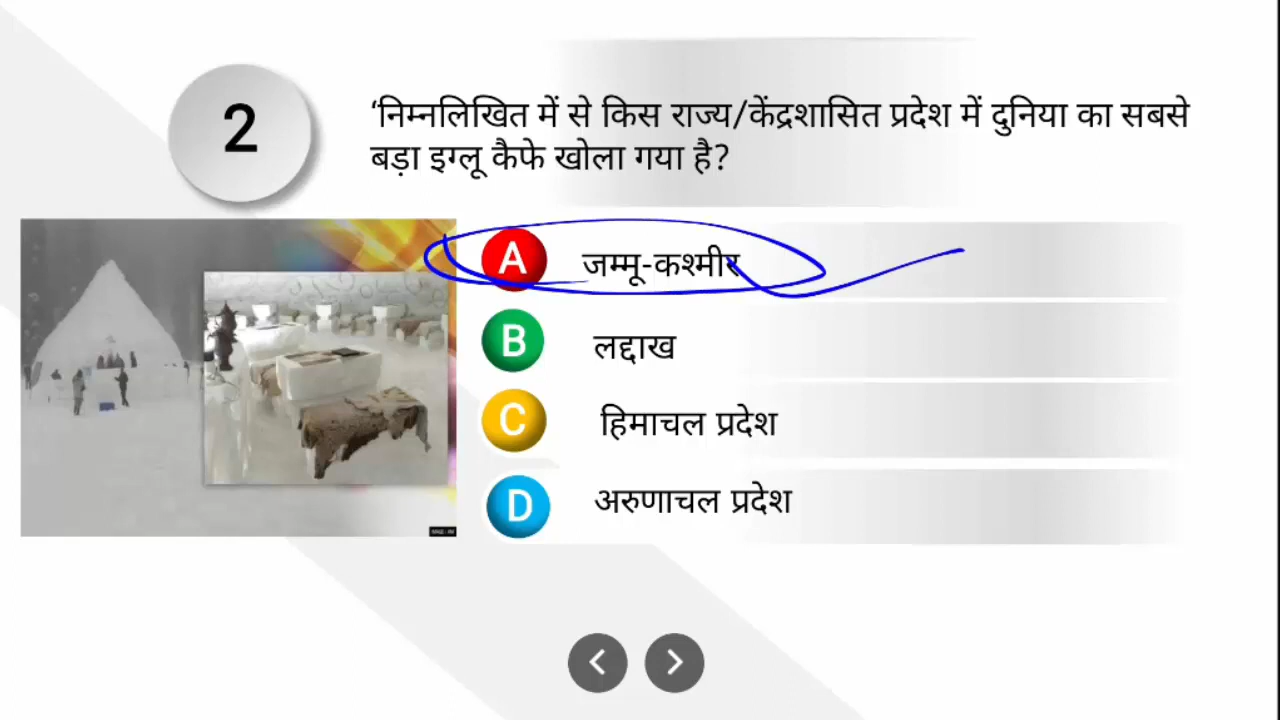 2
‘निम्नलिखित में से किस राज्य/केंद्रशासित प्रदेश में दुनिया का सबसे
बड़ा इग्लू कैफे खोला गया है?
A जम्मू-कश्मीर
B लद्दाख
C हिमाचल प्रदेश
D अरुणाचल प्रदेश